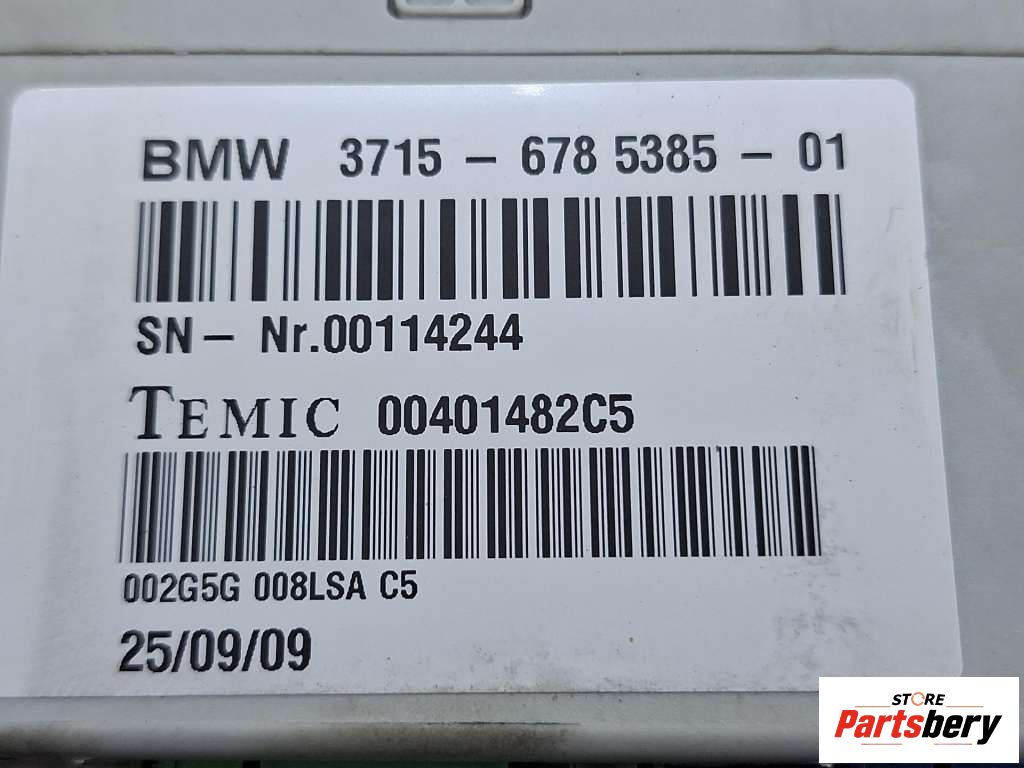 BMW 3715 - 678 5385 - 01
SN- Nr.00114244
TEMIC 00401482C5
002G5G 008LSA C5
25/09/09
STORE
Partsbery